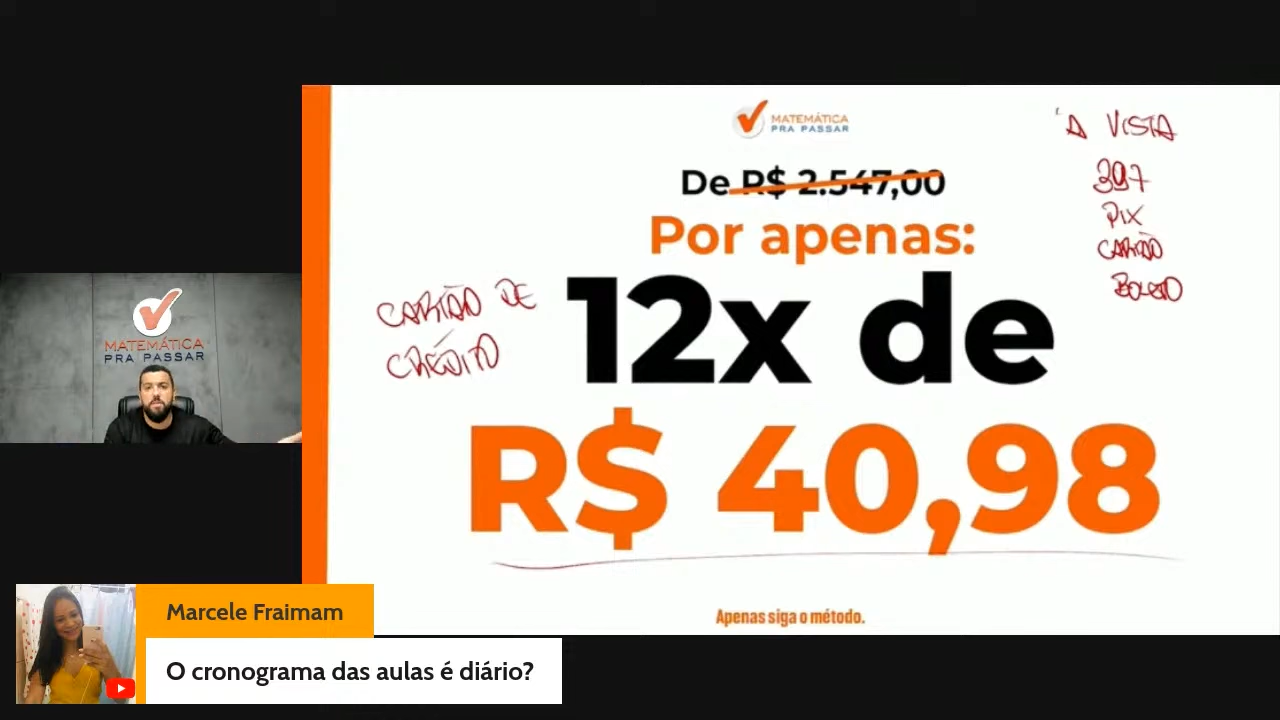 MATEMÁTICA
PRA PASSAR
De R$ 2.547,00
Por apenas:
12x de
R$ 40,98
Apenas siga o método.
CARTÃO DE
CRÉDITO
À VISTA
397
PIX
CARTÃO
BOLETO
MATEMÁTICA
PRA PASSAR
Marcele Fraimam
O cronograma das aulas é diário?